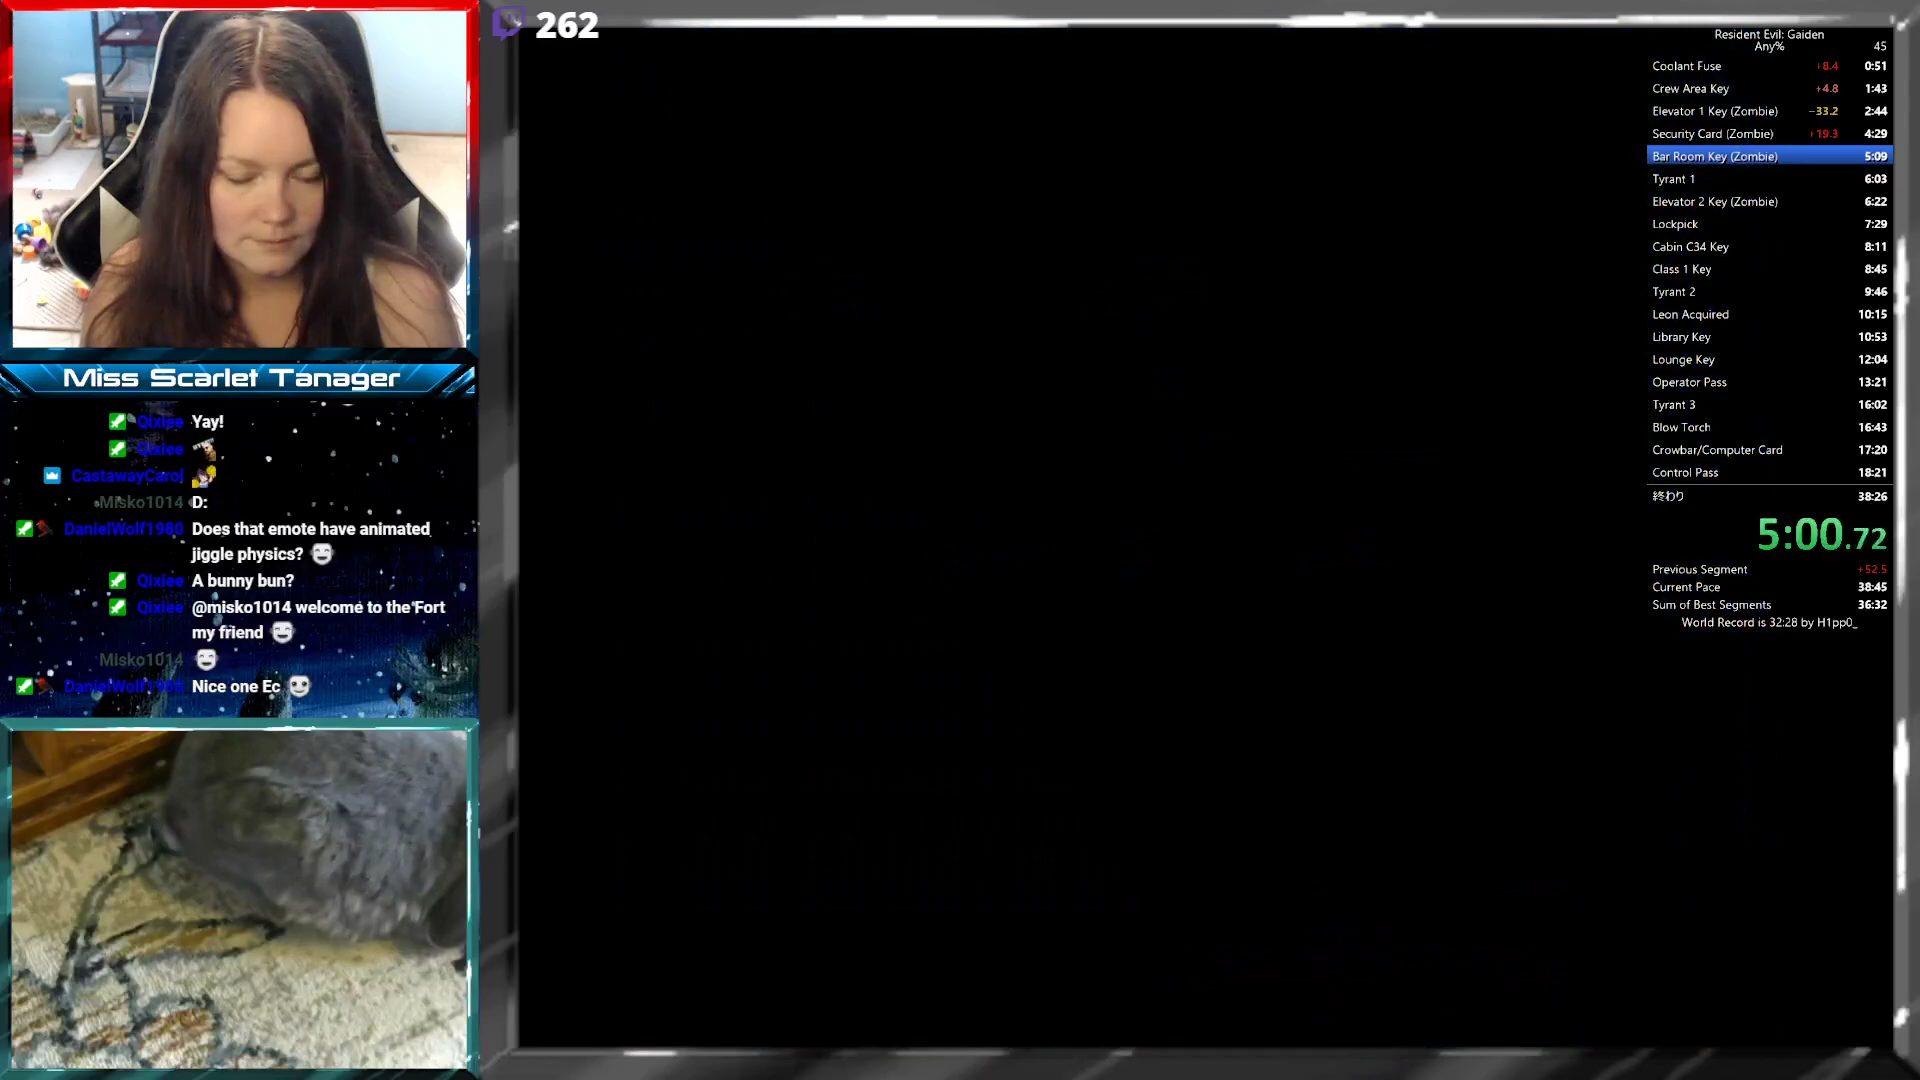 262
Miss Scarlet Tanager
Qixlee Yay!
Qixlee
CastawayCarol
Misko1014 D:
DanielWolf1980 Does that emote have animated
jiggle physics?
Qixlee A bunny bun?
Qixlee @misko1014 welcome to the Fort
my friend
Misko1014
DanielWolf1980 Nice one Ec
Resident Evil: Gaiden
Any% 45
Coolant Fuse +8.4 0:51
Crew Area Key +4.8 1:43
Elevator 1 Key (Zombie) −33.2 2:44
Security Card (Zombie) +19.3 4:29
Bar Room Key (Zombie) 5:09
Tyrant 1 6:03
Elevator 2 Key (Zombie) 6:22
Lockpick 7:29
Cabin C34 Key 8:11
Class 1 Key 8:45
Tyrant 2 9:46
Leon Acquired 10:15
Library Key 10:53
Lounge Key 12:04
Operator Pass 13:21
Tyrant 3 16:02
Blow Torch 16:43
Crowbar/Computer Card 17:20
Control Pass 18:21
終わり 38:26
5:00.72
Previous Segment +52.5
Current Pace 38:45
Sum of Best Segments 36:32
World Record is 32:28 by H1pp0_